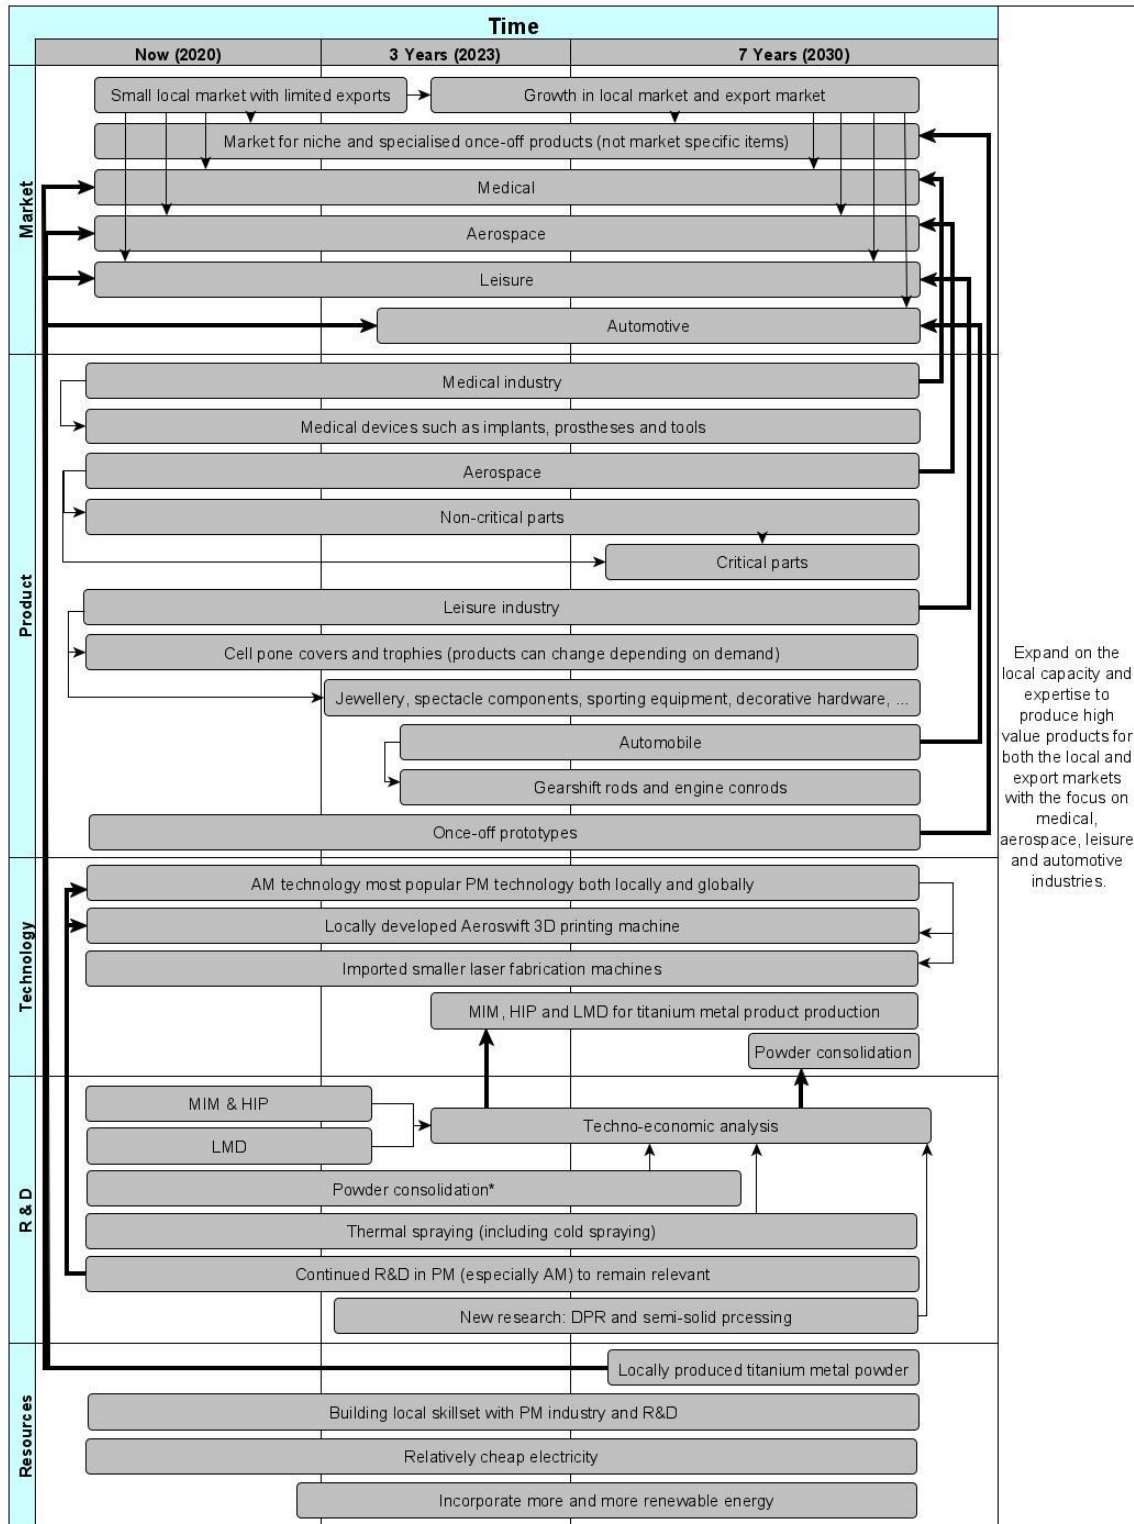 Time
Now (2020)
3 Years (2023)
7 Years (2030)
Market
Small local market with limited exports
Growth in local market and export market
Market for niche and specialised once-off products (not market specific items)
Medical
Aerospace
Leisure
Automotive
Product
Medical industry
Medical devices such as implants, prostheses and tools
Aerospace
Non-critical parts
Critical parts
Leisure industry
Cell pone covers and trophies (products can change depending on demand)
Jewellery, spectacle components, sporting equipment, decorative hardware, ...
Automobile
Gearshift rods and engine conrods
Once-off prototypes
Technology
AM technology most popular PM technology both locally and globally
Locally developed Aeroswift 3D printing machine
Imported smaller laser fabrication machines
MIM, HIP and LMD for titanium metal product production
Powder consolidation
R & D
MIM & HIP
LMD
Techno-economic analysis
Powder consolidation*
Thermal spraying (including cold spraying)
Continued R&D in PM (especially AM) to remain relevant
New research: DPR and semi-solid prcessing
Resources
Locally produced titanium metal powder
Building local skillset with PM industry and R&D
Relatively cheap electricity
Incorporate more and more renewable energy
Expand on the
local capacity and
expertise to
produce high
value products for
both the local and
export markets
with the focus on
medical,
aerospace, leisure
and automotive
industries.